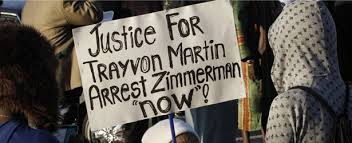 JUSTICE FOR
TRAYVON MARTIN
ARREST ZIMMERMAN
"NOW"!